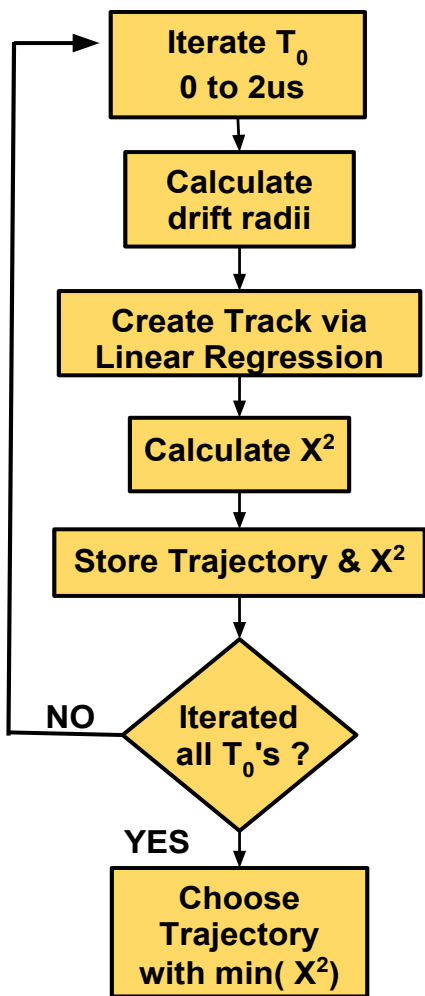 Iterate T₀
0 to 2us
Calculate
drift radii
Create Track via
Linear Regression
Calculate X²
Store Trajectory & X²
Iterated
all T₀'s ?
NO
YES
Choose
Trajectory
with min( X²)